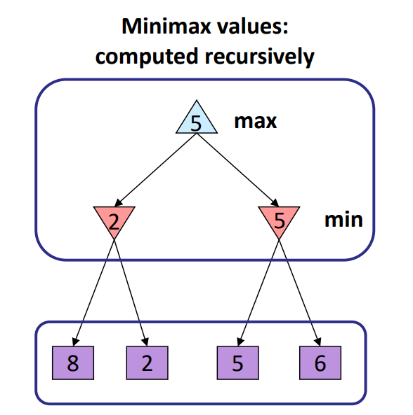 Minimax values:
computed recursively
5 max
2 5 min
8 2 5 6